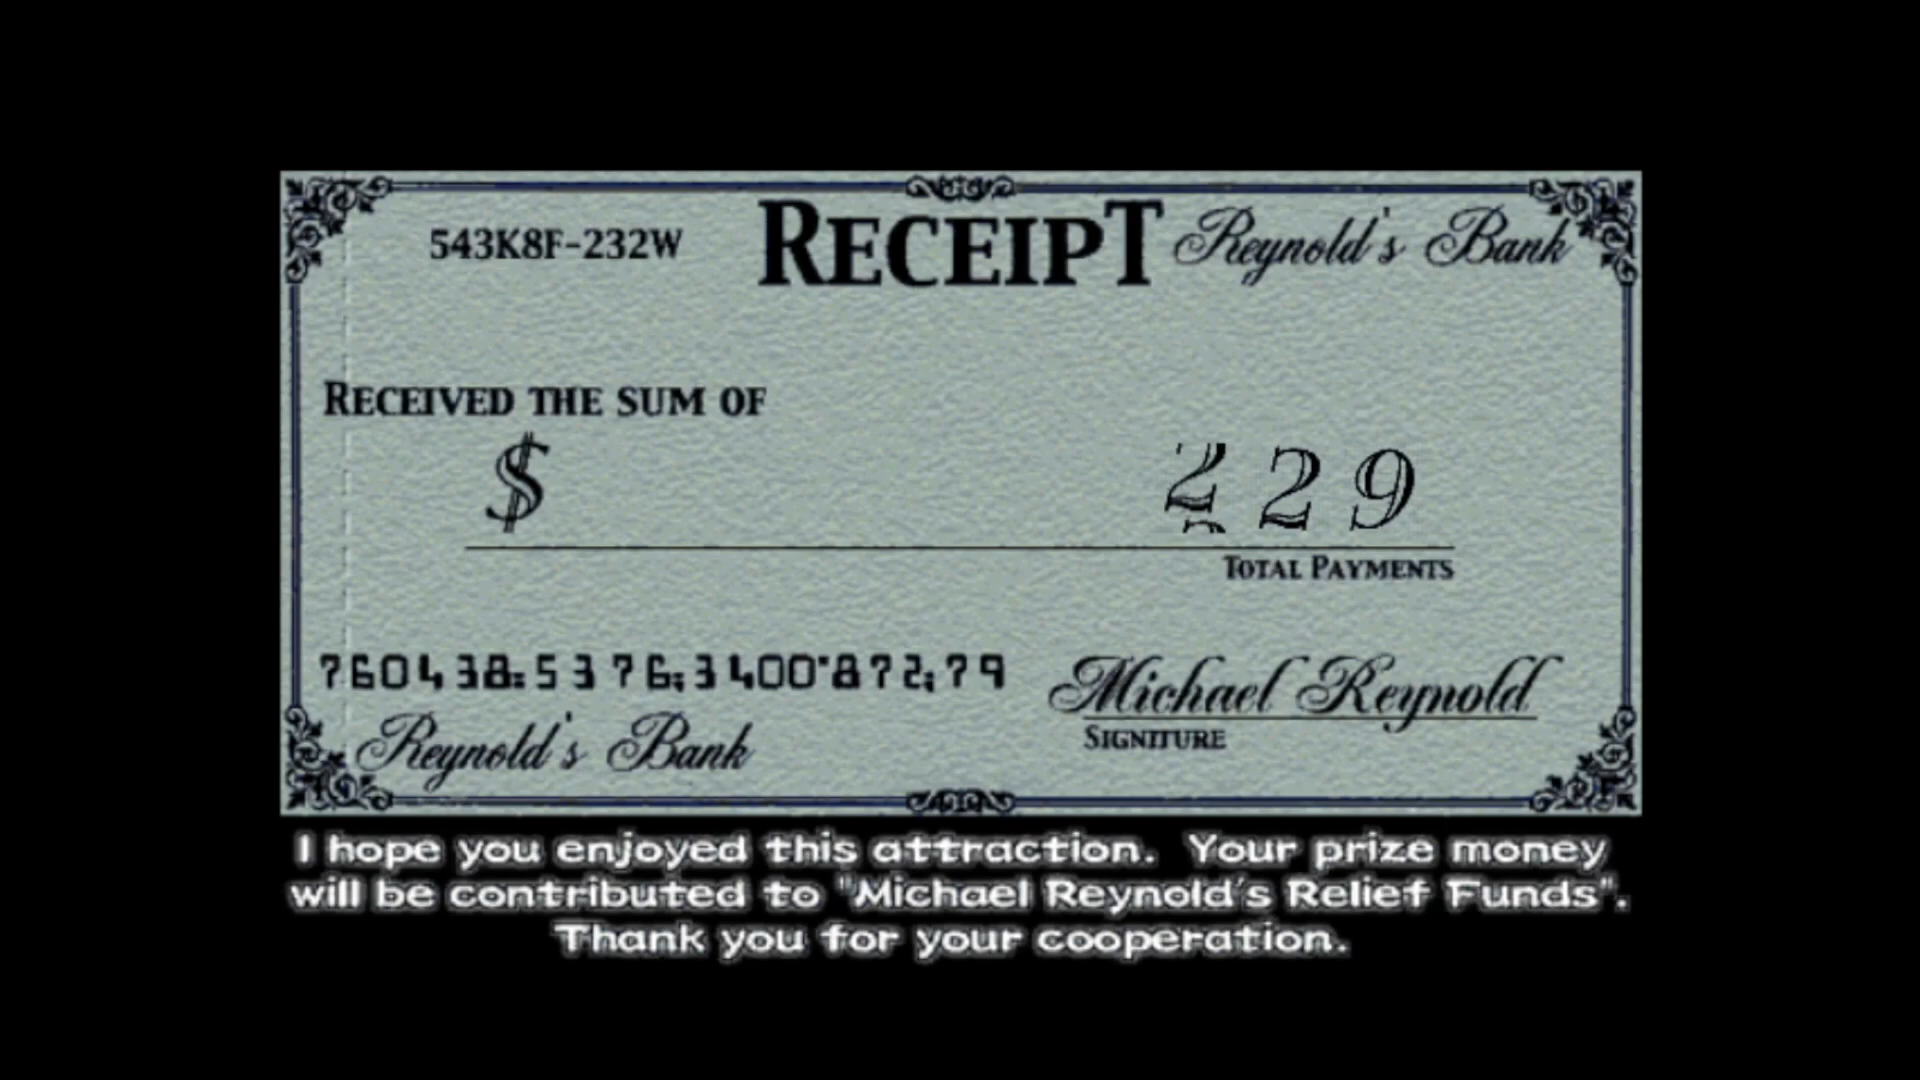 543K8F-232W RECEIPT Reynold's Bank
RECEIVED THE SUM OF
$ 229
TOTAL PAYMENTS
760438:5376;3400"872;79 Michael Reynold
SIGNITURE
Reynold's Bank
I hope you enjoyed this attraction. Your prize money
will be contributed to "Michael Reynold's Relief Funds".
Thank you for your cooperation.